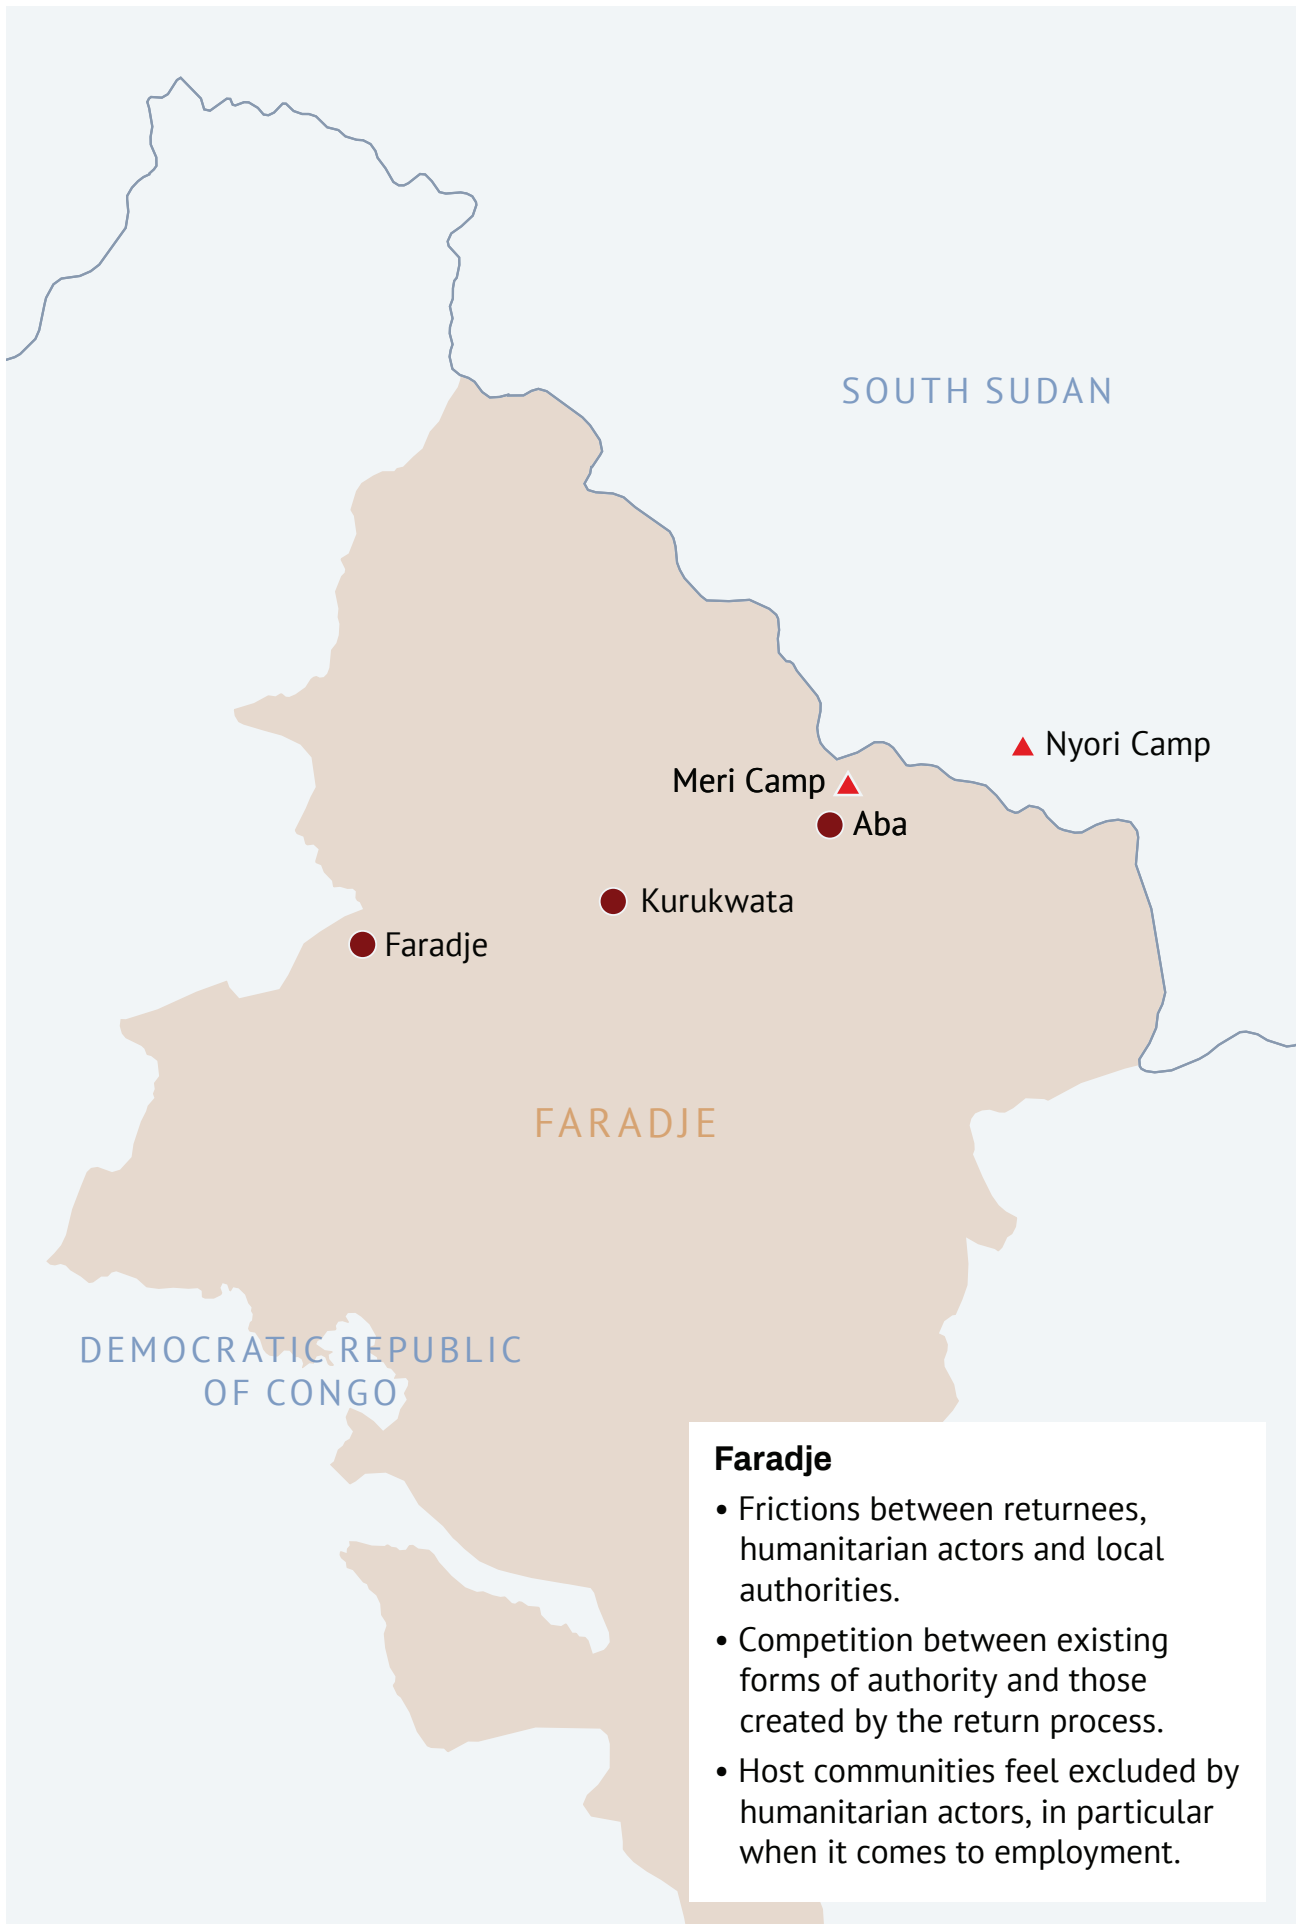 SOUTH SUDAN
Nyori Camp
Meri Camp
Aba
Kurukwata
Faradje
FARADJE
DEMOCRATIC REPUBLIC
OF CONGO
Faradje
• Frictions between returnees,
humanitarian actors and local
authorities.
• Competition between existing
forms of authority and those
created by the return process.
• Host communities feel excluded by
humanitarian actors, in particular
when it comes to employment.